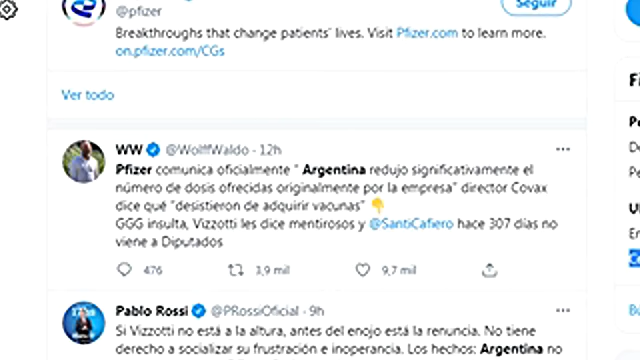 @pfizer
Seguir
Breakthroughs that change patients' lives. Visit Pfizer.com to learn more.
on.pfizer.com/CGs
Ver todo
WW @WolffWaldo · 12h
Pfizer comunica oficialmente " Argentina redujo significativamente el
número de dosis ofrecidas originalmente por la empresa" director Covax
dice qué "desistieron de adquirir vacunas" 👇
GGG insulta, Vizzotti les dice mentirosos y @SantiCafiero hace 307 días no
viene a Diputados
476 1,9 mil 9,7 mil
Pablo Rossi @PRossiOficial · 9h
Si Vizzotti no está a la altura, antes del enojo está la renuncia. No tiene
derecho a socializar su frustración e inoperancia. Los hechos: Argentina no